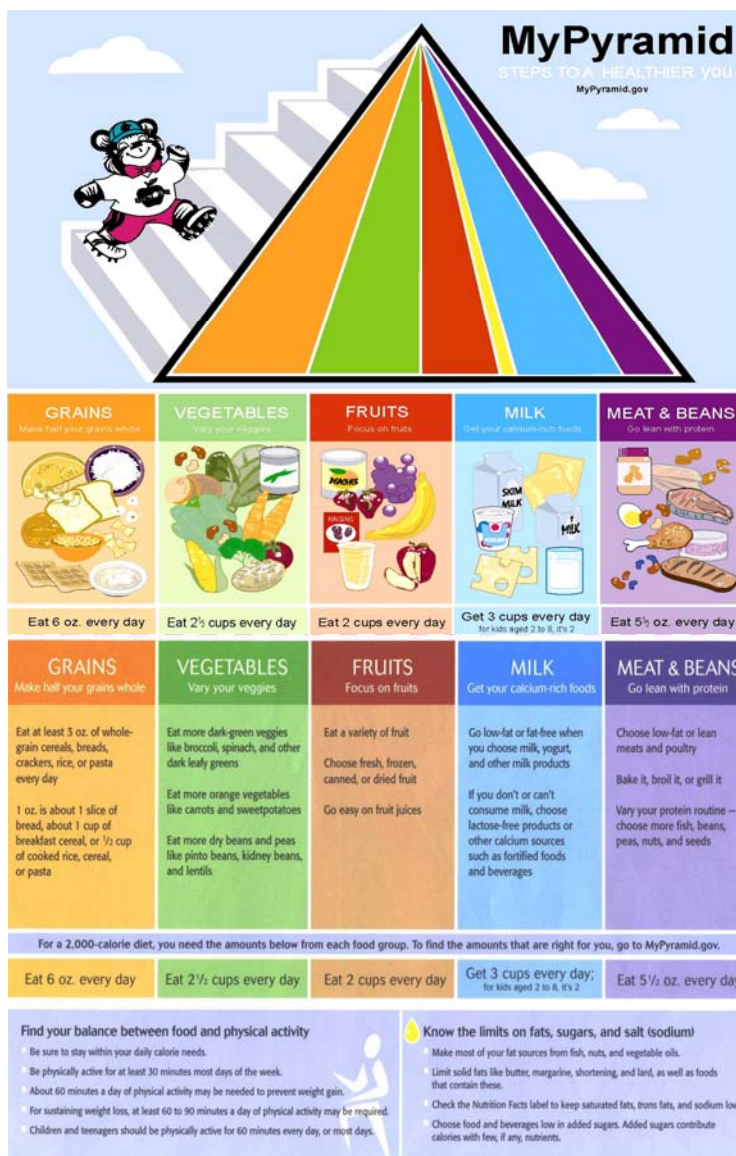 MyPyramid
STEPS TO A HEALTHIER you
MyPyramid.gov
GRAINS
Make half your grains whole
VEGETABLES
Vary your veggies
FRUITS
Focus on fruits
MILK
Get your calcium-rich foods
MEAT & BEANS
Go lean with protein
PEACHES
RAISINS
SKIM
MILK
YOGURT
MILK
TUNA
Eat 6 oz. every day
Eat 2½ cups every day
Eat 2 cups every day
Get 3 cups every day
for kids aged 2 to 8, it's 2
Eat 5½ oz. every day
GRAINS
Make half your grains whole
Eat at least 3 oz. of whole-
grain cereals, breads,
crackers, rice, or pasta
every day
1 oz. is about 1 slice of
bread, about 1 cup of
breakfast cereal, or ½ cup
of cooked rice, cereal,
or pasta
VEGETABLES
Vary your veggies
Eat more dark-green veggies
like broccoli, spinach, and other
dark leafy greens
Eat more orange vegetables
like carrots and sweetpotatoes
Eat more dry beans and peas
like pinto beans, kidney beans,
and lentils
FRUITS
Focus on fruits
Eat a variety of fruit
Choose fresh, frozen,
canned, or dried fruit
Go easy on fruit juices
MILK
Get your calcium-rich foods
Go low-fat or fat-free when
you choose milk, yogurt,
and other milk products
If you don't or can't
consume milk, choose
lactose-free products or
other calcium sources
such as fortified foods
and beverages
MEAT & BEANS
Go lean with protein
Choose low-fat or lean
meats and poultry
Bake it, broil it, or grill it
Vary your protein routine --
choose more fish, beans,
peas, nuts, and seeds
For a 2,000-calorie diet, you need the amounts below from each food group. To find the amounts that are right for you, go to MyPyramid.gov.
Eat 6 oz. every day
Eat 2½ cups every day
Eat 2 cups every day
Get 3 cups every day;
for kids aged 2 to 8, it's 2
Eat 5½ oz. every day
Find your balance between food and physical activity
Be sure to stay within your daily calorie needs.
Be physically active for at least 30 minutes most days of the week.
About 60 minutes a day of physical activity may be needed to prevent weight gain.
For sustaining weight loss, at least 60 to 90 minutes a day of physical activity may be required.
Children and teenagers should be physically active for 60 minutes every day, or most days.
Know the limits on fats, sugars, and salt (sodium)
Make most of your fat sources from fish, nuts, and vegetable oils.
Limit solid fats like butter, margarine, shortening, and lard, as well as foods
that contain these.
Check the Nutrition Facts label to keep saturated fats, trans fats, and sodium low
Choose food and beverages low in added sugars. Added sugars contribute
calories with few, if any, nutrients.